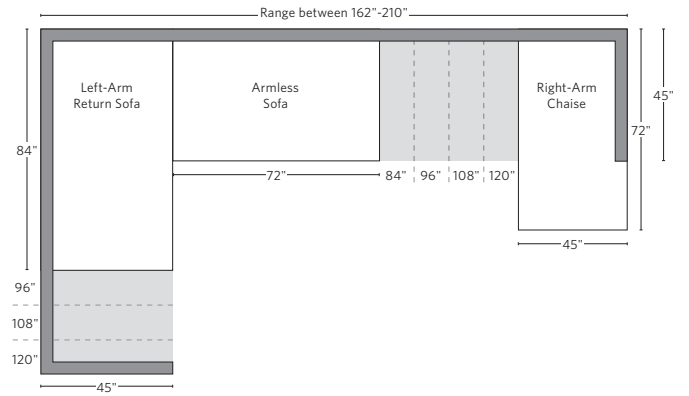 Range between 162"-210"
Left-Arm
Return Sofa
Armless
Sofa
Right-Arm
Chaise
45"
72"
84"
72"
84"
96"
108"
120"
45"
96"
108"
120"
45"